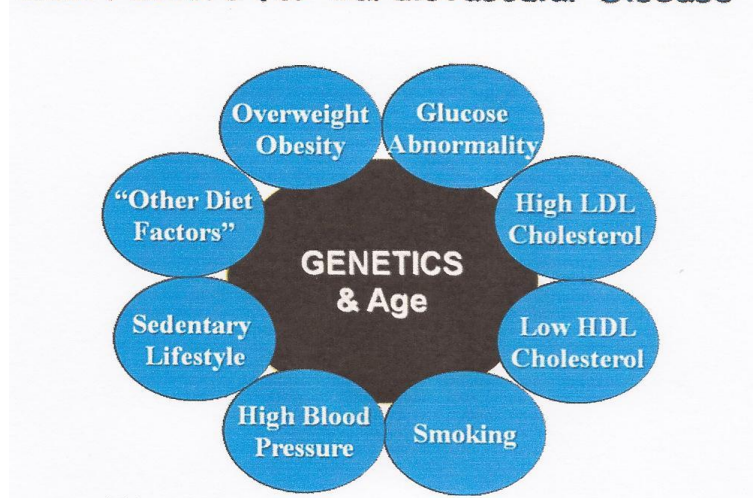 Overweight
Obesity
Glucose
Abnormality
"Other Diet
Factors"
High LDL
Cholesterol
GENETICS
& Age
Sedentary
Lifestyle
Low HDL
Cholesterol
High Blood
Pressure
Smoking